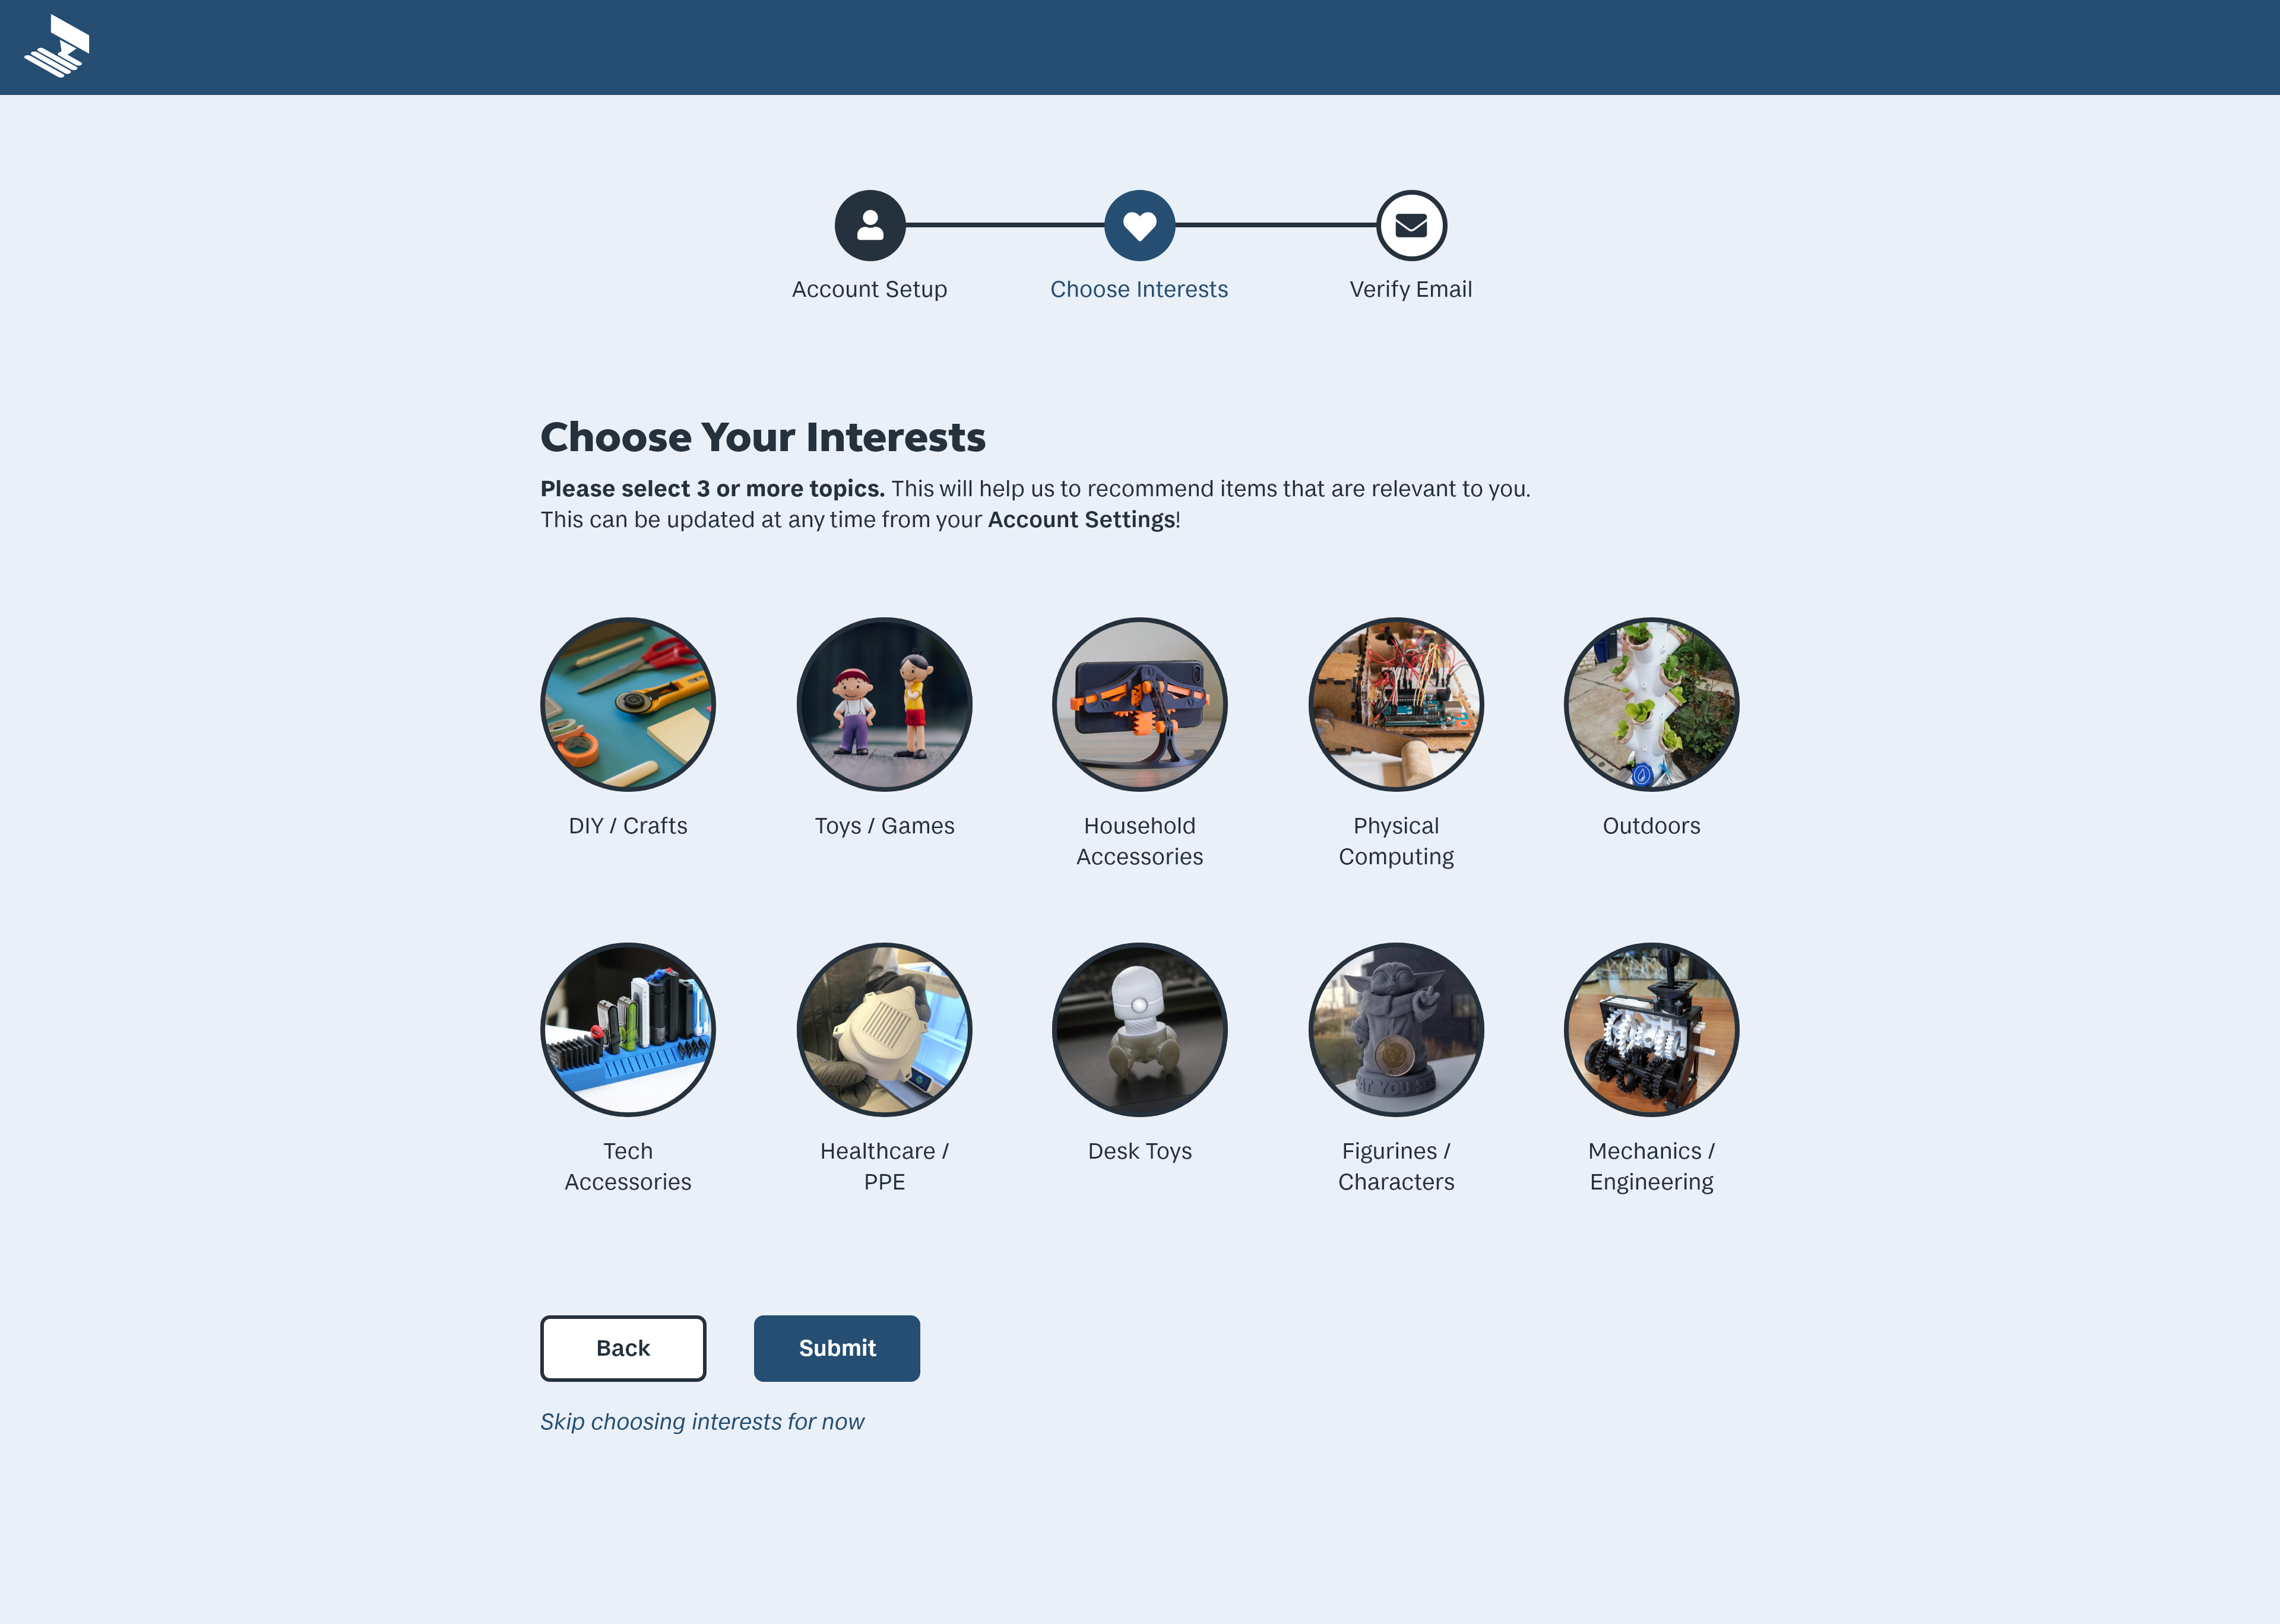 Account Setup
Choose Interests
Verify Email
Choose Your Interests
Please select 3 or more topics. This will help us to recommend items that are relevant to you.
This can be updated at any time from your Account Settings!
DIY / Crafts
Toys / Games
Household
Accessories
Physical
Computing
Outdoors
Tech
Accessories
Healthcare /
PPE
Desk Toys
Figurines /
Characters
Mechanics /
Engineering
Back
Submit
Skip choosing interests for now